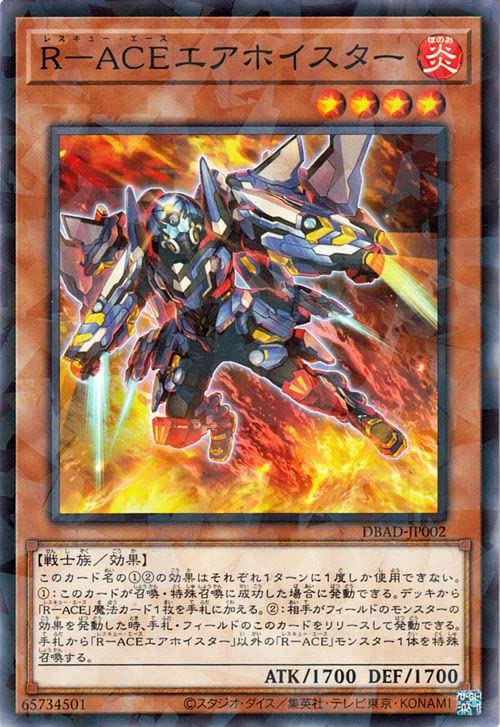 レスキュー・エース
R－ACEエアホイスター
ほのお
炎
DBAD-JP002
【戦士族／効果】
このカード名の①②の効果はそれぞれ1ターンに1度しか使用できない。
①：このカードが召喚・特殊召喚に成功した場合に発動できる。デッキから
「R－ACE」魔法カード1枚を手札に加える。②：相手がフィールドのモンスターの
効果を発動した時、手札・フィールドのこのカードをリリースして発動できる。
手札から「R－ACEエアホイスター」以外の「R－ACE」モンスター1体を特殊
召喚する。
ATK/1700 DEF/1700
65734501
©スタジオ・ダイス／集英社・テレビ東京・KONAMI